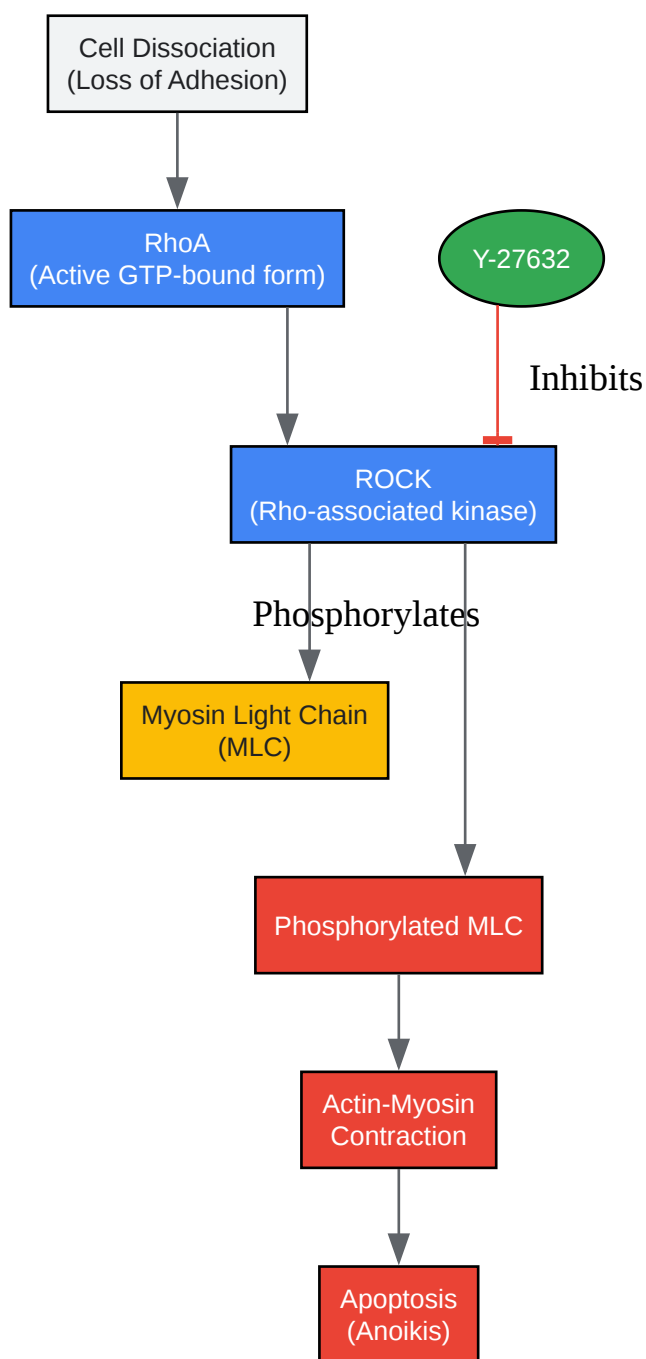 Cell Dissociation
(Loss of Adhesion)
RhoA
(Active GTP-bound form)
Y-27632
Inhibits
ROCK
(Rho-associated kinase)
Phosphorylates
Myosin Light Chain
(MLC)
Phosphorylated MLC
Actin-Myosin
Contraction
Apoptosis
(Anoikis)